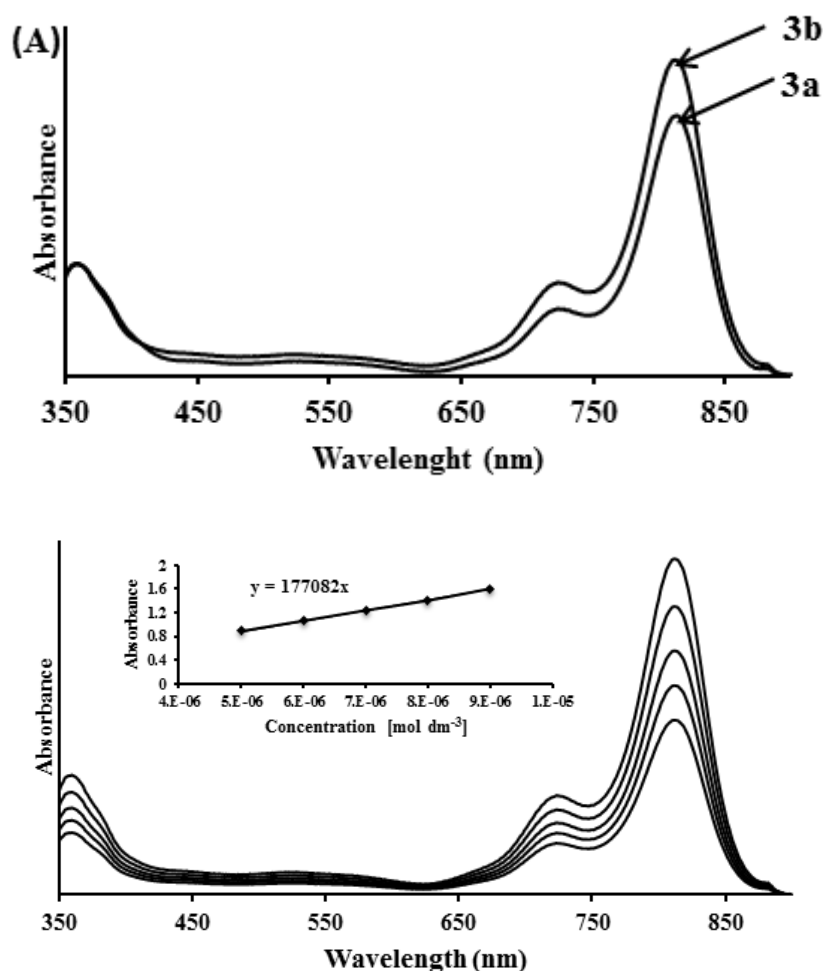 (A)
3b
3a
Absorbance
350 450 550 650 750 850
Wavelenght (nm)
2
1.6
1.2
0.8
0.4
0
y = 177082x
Absorbance
4.E-06 5.E-06 6.E-06 7.E-06 8.E-06 9.E-06 1.E-05
Concentration [mol dm-3]
Absorbance
350 450 550 650 750 850
Wavelength (nm)